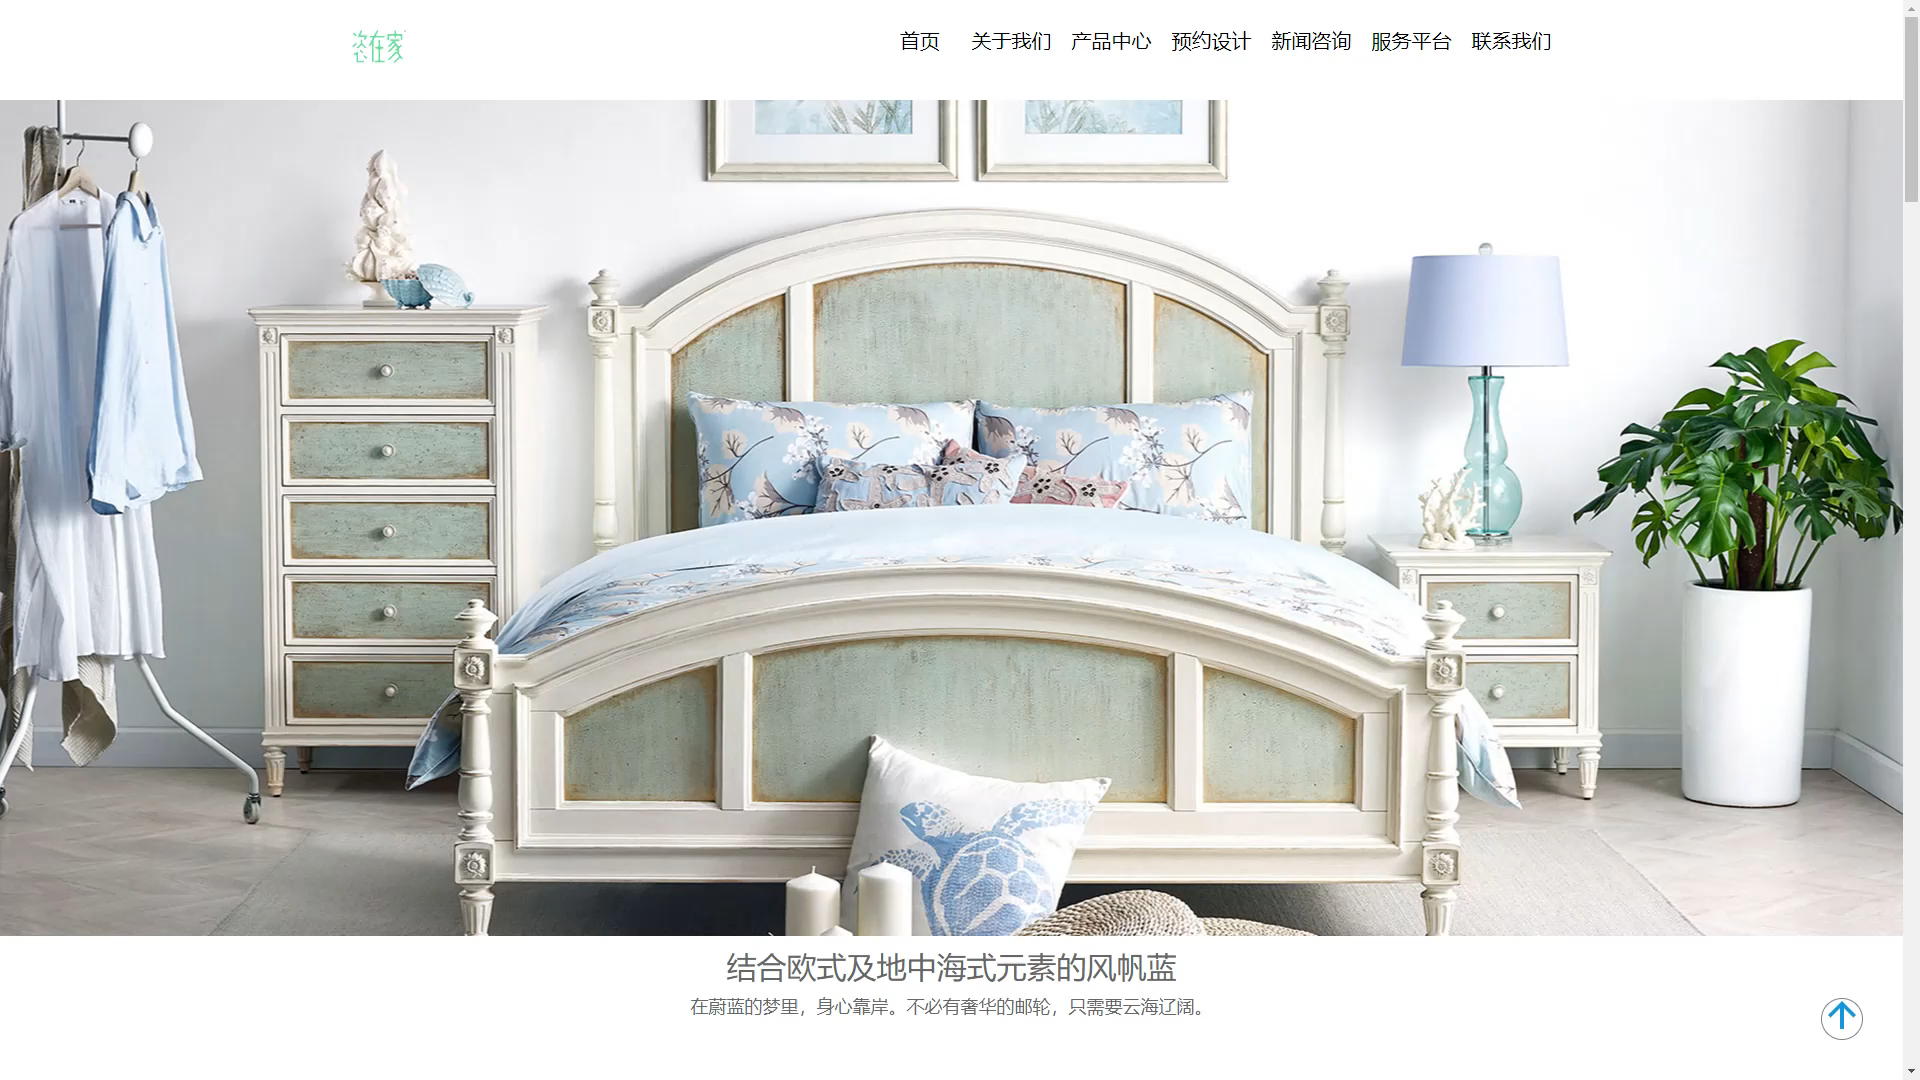 姿在家
首页 关于我们 产品中心 预约设计 新闻咨询 服务平台 联系我们
结合欧式及地中海式元素的风帆蓝
在蔚蓝的梦里，身心靠岸。不必有奢华的邮轮，只需要云海辽阔。